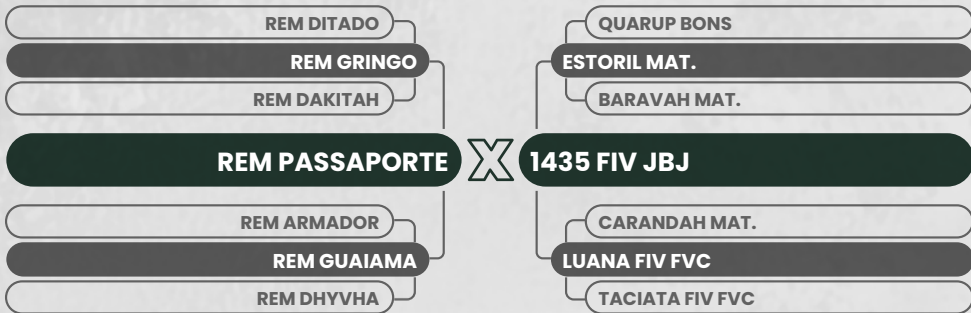 REM DITADO
REM GRINGO
REM DAKITAH
REM PASSAPORTE
REM ARMADOR
REM GUAIAMA
REM DHYVHA
X
QUARUP BONS
ESTORIL MAT.
BARAVAH MAT.
1435 FIV JBJ
CARANDAH MAT.
LUANA FIV FVC
TACIATA FIV FVC